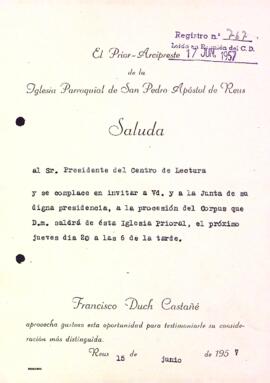 Registro n.º 767
Leído en Reunión del C. D.
17 JUN. 1957
El Prior-Arcipreste
de la
Iglesia Parroquial de San Pedro Apóstol de Reus
Saluda
al Sr. Presidente del Centro de Lectura
y se complace en invitar a Vd. y a la Junta de su
digna presidencia, a la procesión del Corpus que
D.m. saldrá de ésta Iglesia Prioral, el próximo
jueves día 20 a las 6 de la tarde.
Francisco Duch Castañé
aprovecha gustoso esta oportunidad para testimoniarle su conside-
ración más distinguida.
Reus 15 de junio de 1957